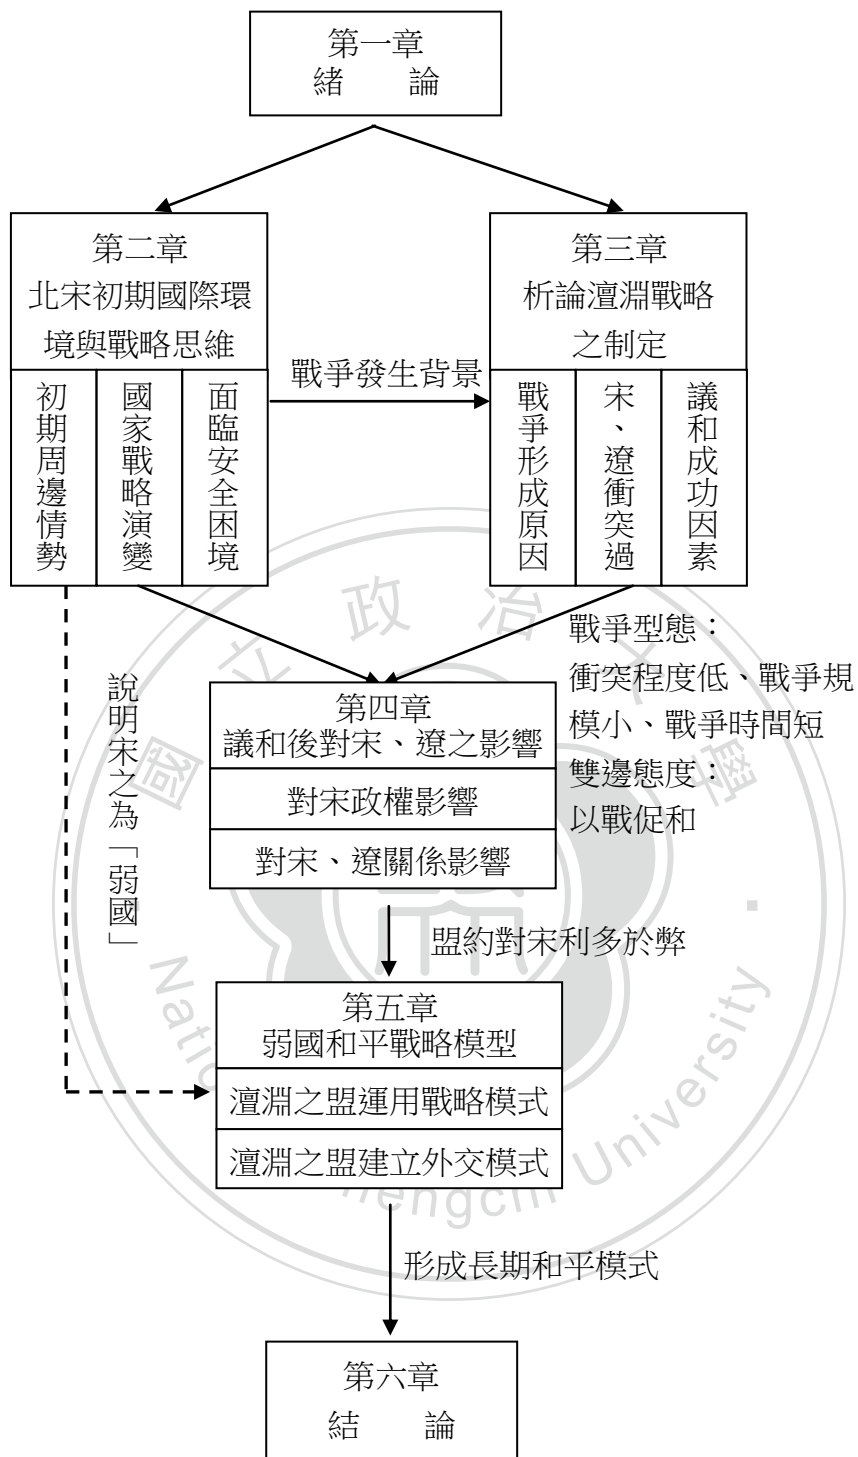 第一章
緒　　論
第二章
北宋初期國際環
境與戰略思維
初期周邊情勢
國家戰略演變
面臨安全困境
戰爭發生背景
第三章
析論澶淵戰略
之制定
戰爭形成原因
宋、遼衝突過
議和成功因素
戰爭型態：
衝突程度低、戰爭規
模小、戰爭時間短
雙邊態度：
以戰促和
說明宋之為「弱國」
第四章
議和後對宋、遼之影響
對宋政權影響
對宋、遼關係影響
盟約對宋利多於弊
第五章
弱國和平戰略模型
澶淵之盟運用戰略模式
澶淵之盟建立外交模式
形成長期和平模式
第六章
結　　論
國立政治大學
University